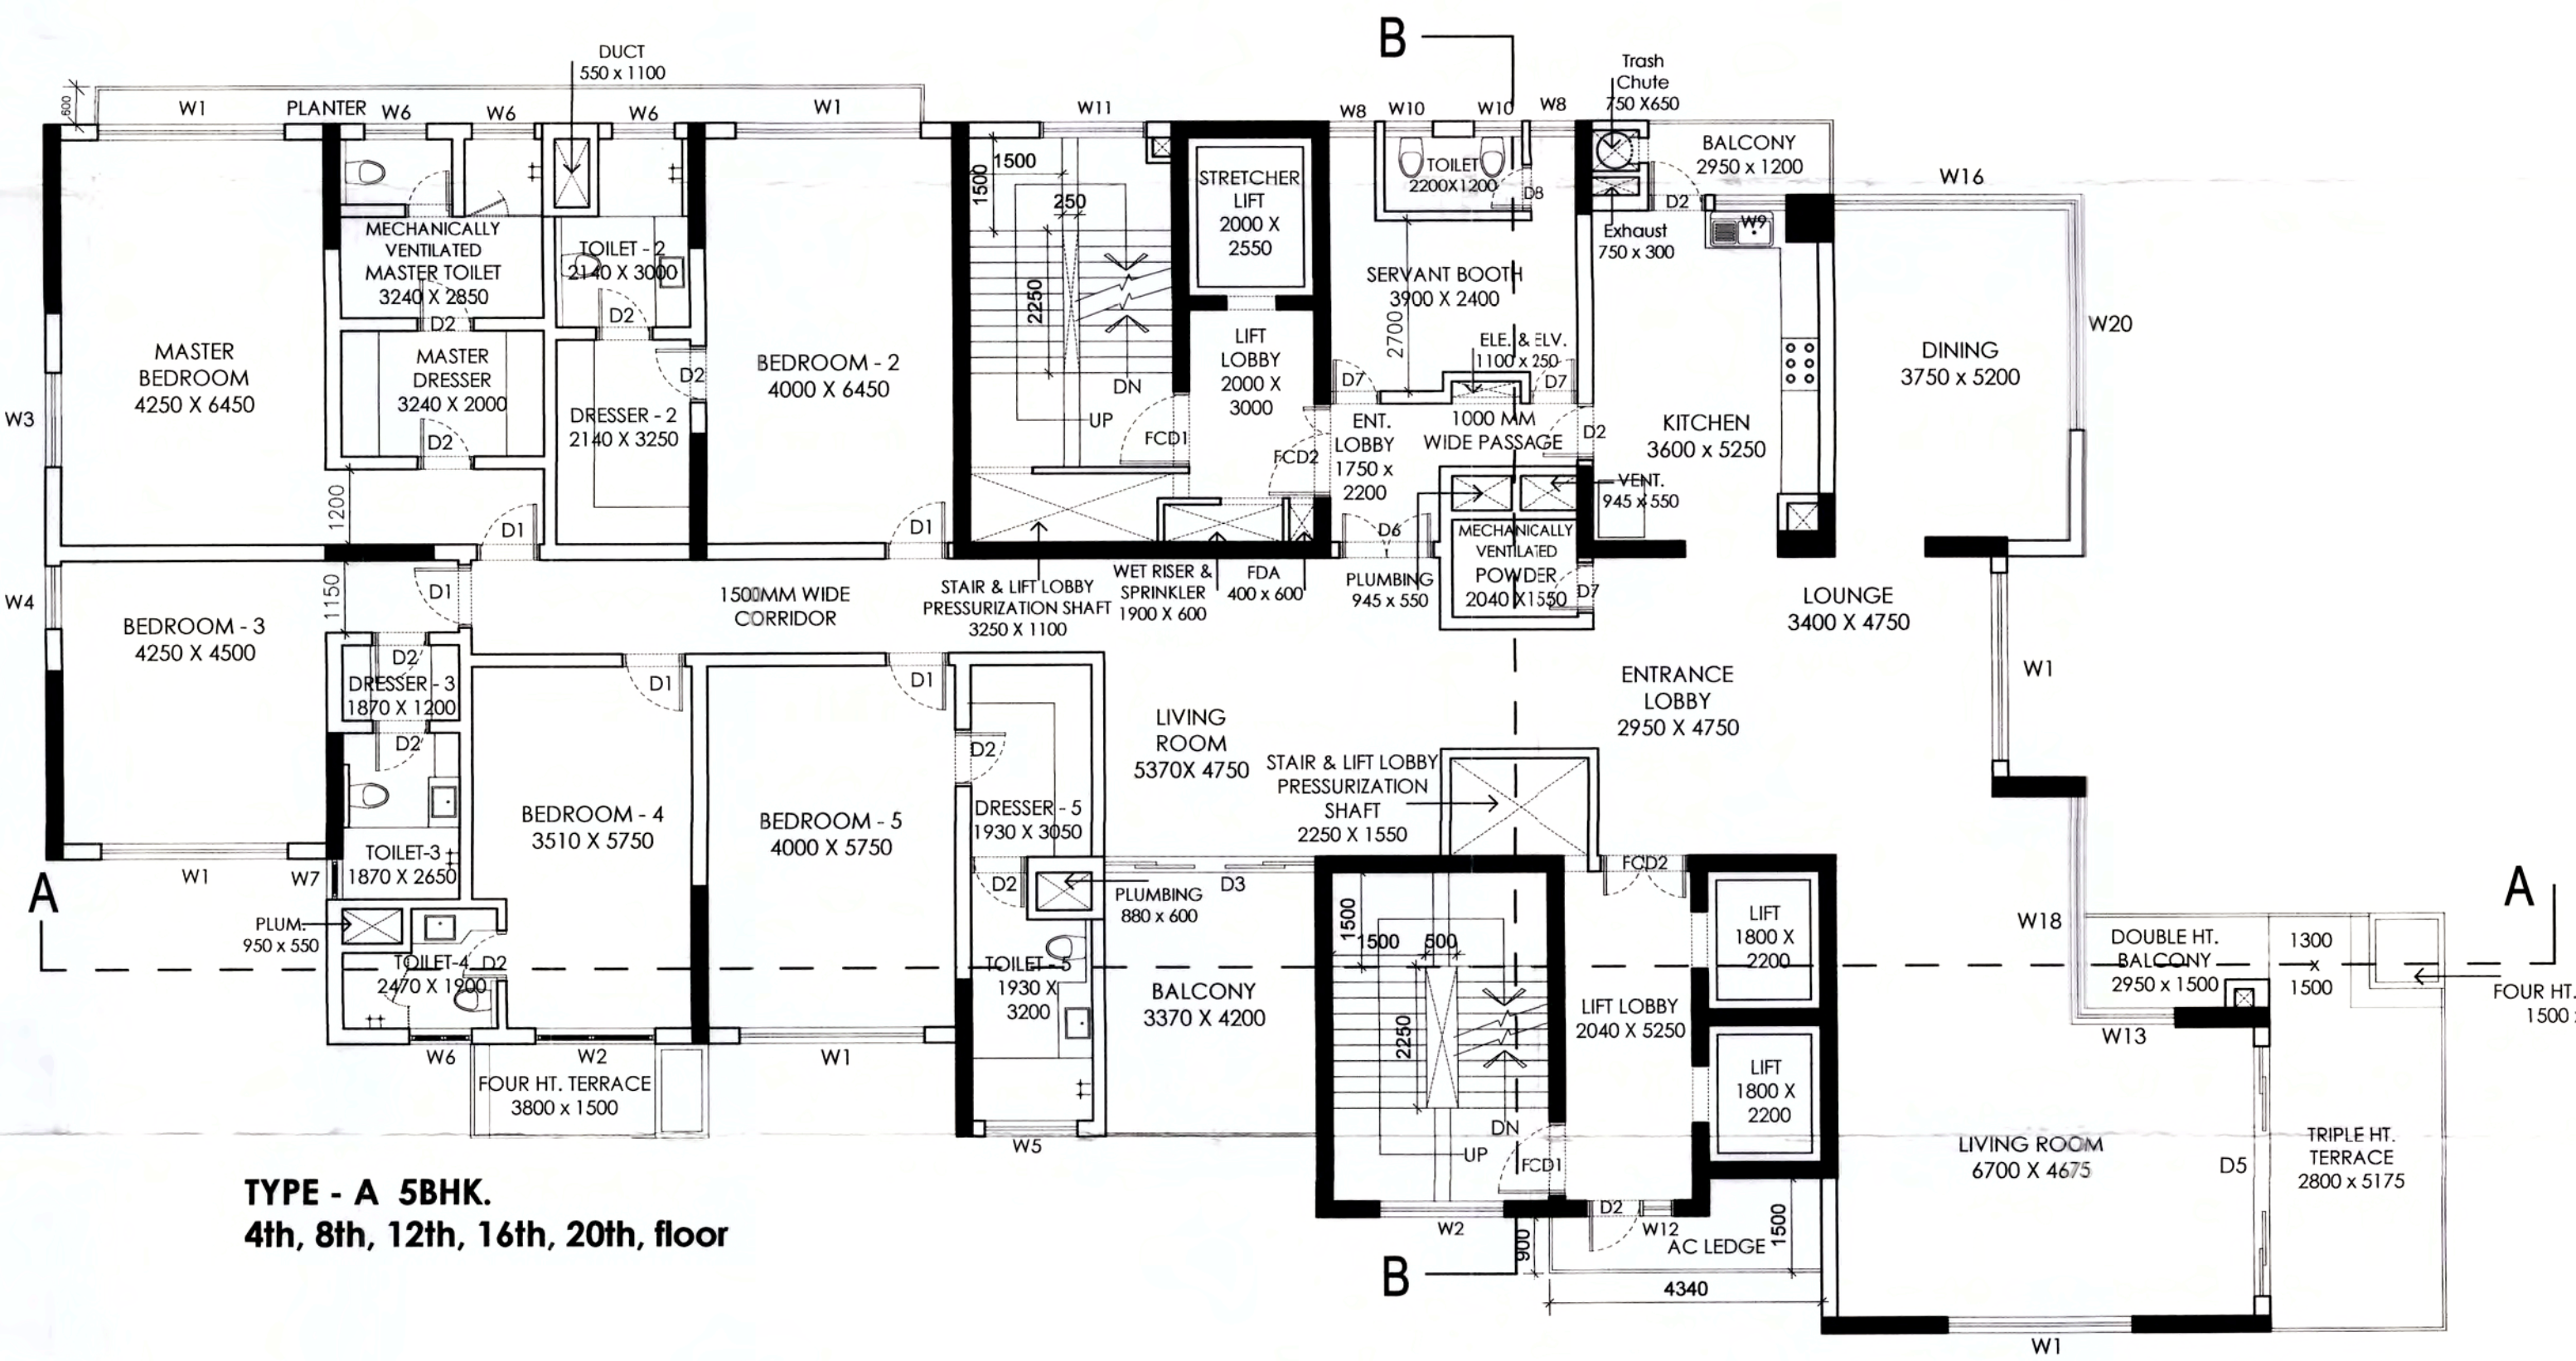 B
DUCT
550 x 1100
Trash
Chute
750 X650
600
W1
PLANTER
W6
W6
W6
W1
W11
W8
W10
W10
W8
BALCONY
2950 x 1200
W16
1500
1500
250
STRETCHER
LIFT
2000 X
2550
TOILET
2200X1200
D8
D2
W9
Exhaust
750 x 300
MECHANICALLY
VENTILATED
MASTER TOILET
3240 X 2850
TOILET - 2
2140 X 3000
D2
D2
SERVANT BOOTH
3900 X 2400
2700
2250
W20
MASTER
BEDROOM
4250 X 6450
MASTER
DRESSER
3240 X 2000
D2
D2
DRESSER - 2
2140 X 3250
BEDROOM - 2
4000 X 6450
DN
UP
LIFT
LOBBY
2000 X
3000
ELE. & ELV.
1100 x 250
D7
D7
DINING
3750 x 5200
W3
FCD1
FCD2
ENT.
LOBBY
1750 x
2200
1000 MM
WIDE PASSAGE
D2
KITCHEN
3600 x 5250
VENT.
945 x 550
1200
D1
D1
D6
MECHANICALLY
VENTILATED
POWDER
2040 X1550
D7
W4
1150
D1
1500MM WIDE
CORRIDOR
STAIR & LIFT LOBBY
PRESSURIZATION SHAFT
3250 X 1100
WET RISER &
SPRINKLER
1900 X 600
FDA
400 x 600
PLUMBING
945 x 550
LOUNGE
3400 X 4750
BEDROOM - 3
4250 X 4500
D2
DRESSER - 3
1870 X 1200
D2
D1
D1
W1
ENTRANCE
LOBBY
2950 X 4750
LIVING
ROOM
5370X 4750
D2
STAIR & LIFT LOBBY
PRESSURIZATION
SHAFT
2250 X 1550
BEDROOM - 4
3510 X 5750
BEDROOM - 5
4000 X 5750
DRESSER - 5
1930 X 3050
TOILET-3
1870 X 2650
W1
W7
D2
PLUMBING
880 x 600
D3
FCD2
A
A
PLUM.
950 x 550
TOILET-4
2470 X 1900
D2
TOILET - 5
1930 X
3200
BALCONY
3370 X 4200
1500
1500
500
2250
LIFT
1800 X
2200
LIFT LOBBY
2040 X 5250
W18
DOUBLE HT.
BALCONY
2950 x 1500
1300
x
1500
FOUR HT.
1500
W13
W6
W2
W1
FOUR HT. TERRACE
3800 x 1500
W5
DN
UP
FCD1
LIFT
1800 X
2200
LIVING ROOM
6700 X 4675
D5
TRIPLE HT.
TERRACE
2800 x 5175
TYPE - A 5BHK.
4th, 8th, 12th, 16th, 20th, floor
W2
D2
W12
AC LEDGE
1500
900
B
4340
W1